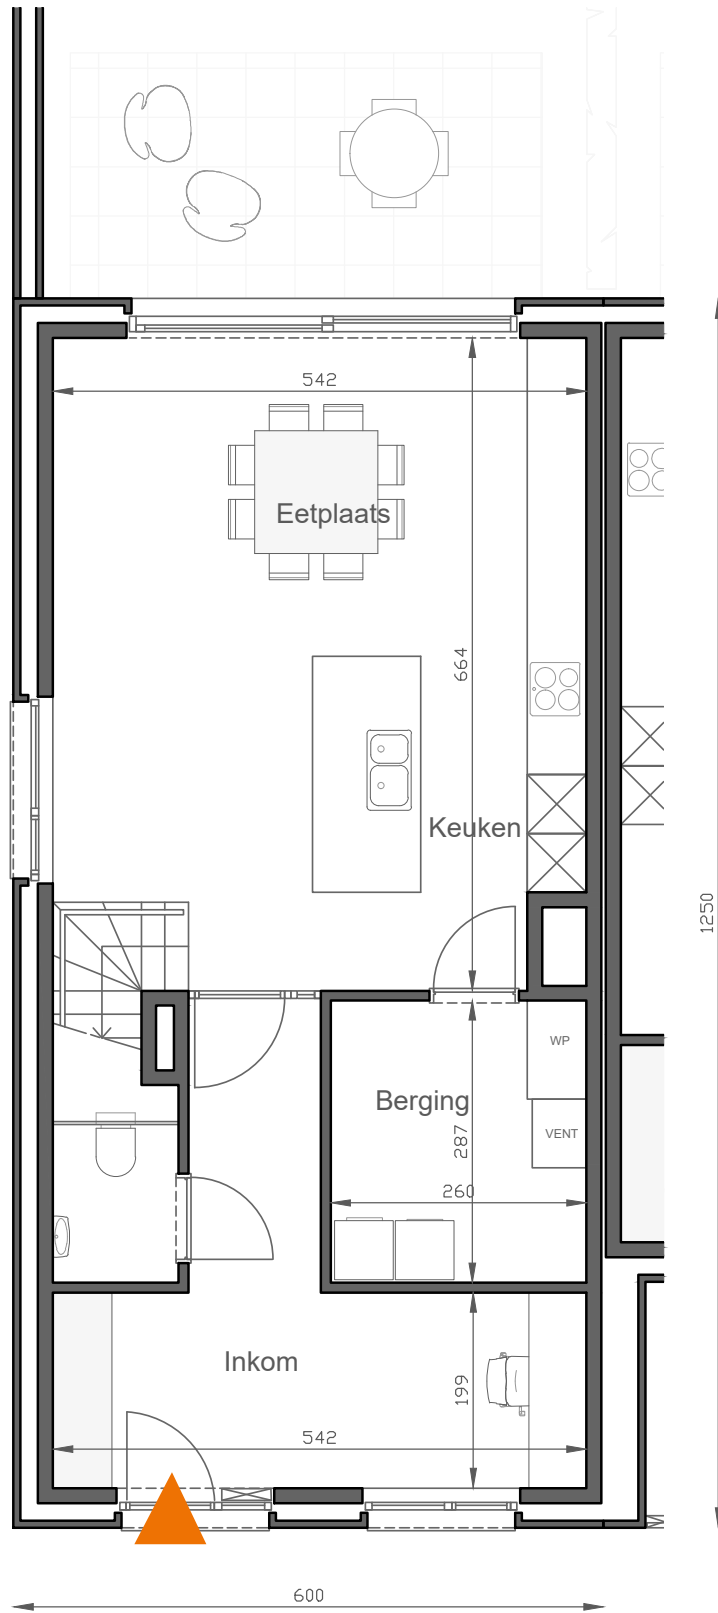 542
Eetplaats
664
Keuken
1250
WP
Berging
VENT
287
260
Inkom
199
542
600